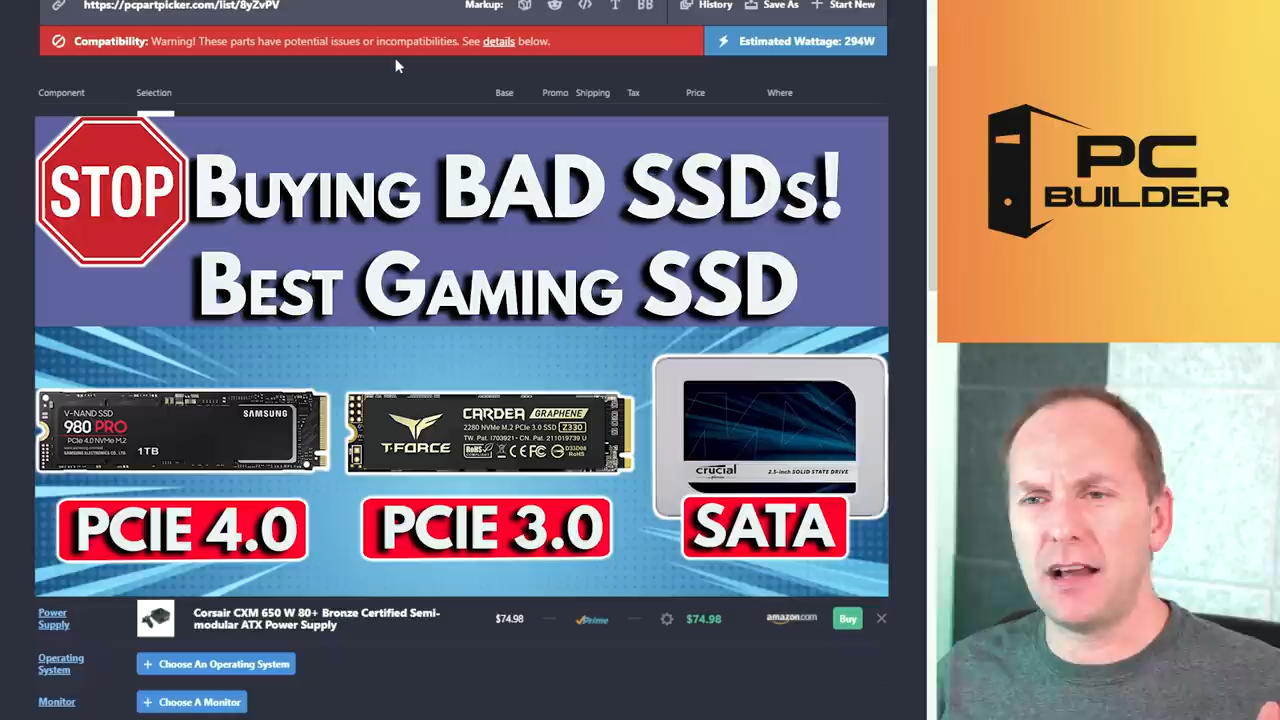 https://pcpartpicker.com/list/8yZvPV
Markup:
BB
History
Save As
Start New
Compatibility: Warning! These parts have potential issues or incompatibilities. See details below.
Estimated Wattage: 294W
Component
Selection
Base
Promo
Shipping
Tax
Price
Where
STOP
BUYING BAD SSDs!
BEST GAMING SSD
V-NAND SSD
980 PRO
PCIe 4.0 NVMe M.2
SAMSUNG
1TB
T-FORCE
CARDEA GRAPHENE
2280 NVMe M.2 PCIe 3.0 SSD Z330
RoHS
crucial
2.5-inch SOLID STATE DRIVE
PCIE 4.0
PCIE 3.0
SATA
Power
Supply
Corsair CXM 650 W 80+ Bronze Certified Semi-
modular ATX Power Supply
$74.98
Prime
$74.98
amazon.com
Buy
Operating
System
+ Choose An Operating System
Monitor
+ Choose A Monitor
PC
BUILDER